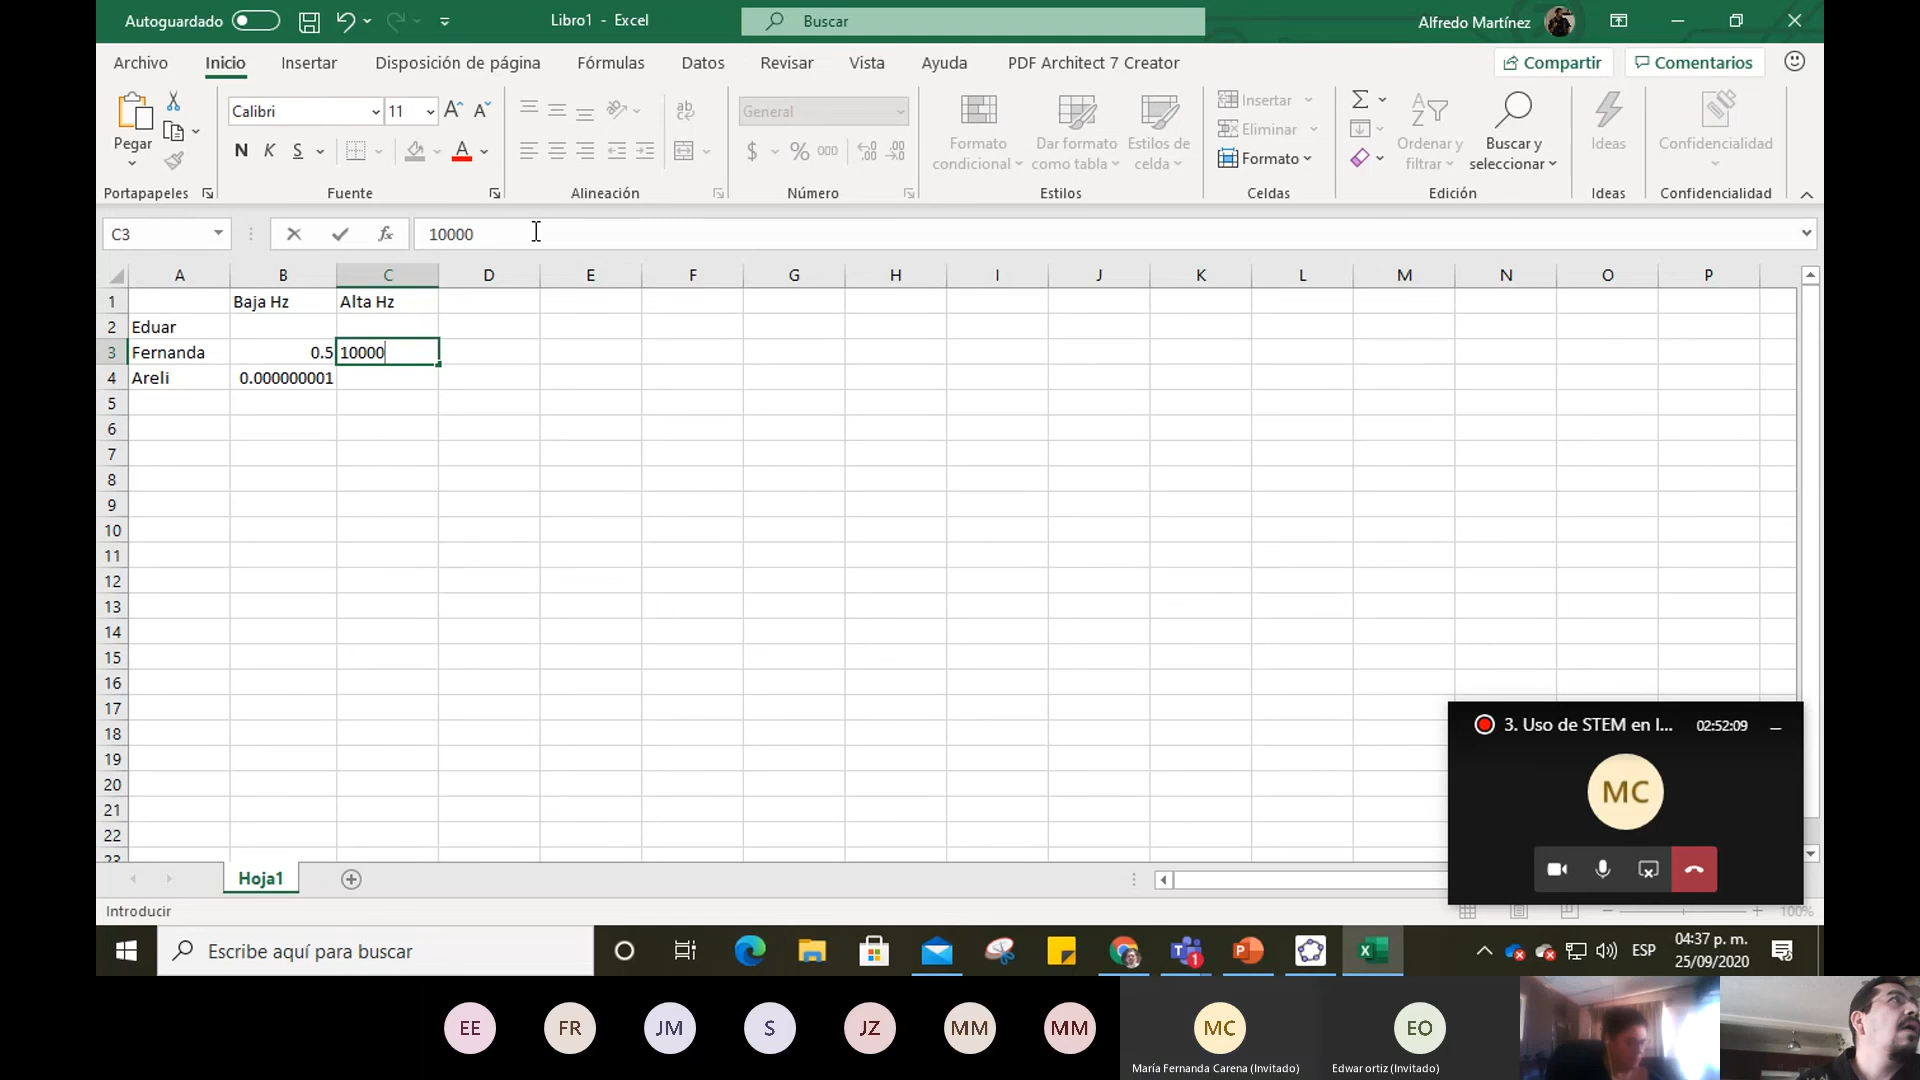 Autoguardado
Libro1 - Excel
Buscar
Alfredo Martínez
Archivo Inicio Insertar Disposición de página Fórmulas Datos Revisar Vista Ayuda PDF Architect 7 Creator Compartir Comentarios
Pegar
Portapapeles
Calibri 11
N K S
Fuente
Alineación
General
$ % 000
Número
Formato condicional
Dar formato como tabla
Estilos de celda
Estilos
Insertar
Eliminar
Formato
Celdas
Ordenar y filtrar
Buscar y seleccionar
Edición
Ideas
Ideas
Confidencialidad
Confidencialidad
C3 fx 10000
A B C D E F G H I J K L M N O P
1 Baja Hz Alta Hz
2 Eduar
3 Fernanda 0.5 10000
4 Areli 0.000000001
5
6
7
8
9
10
11
12
13
14
15
16
17
18
19
20
21
22
23
3. Uso de STEM en l... 02:52:09
MC
Hoja1
Introducir
100%
Escribe aquí para buscar
1
ESP
04:37 p. m.
25/09/2020
EE FR JM S JZ MM MM MC EO
María Fernanda Carena (Invitado)
Edwar ortiz (Invitado)